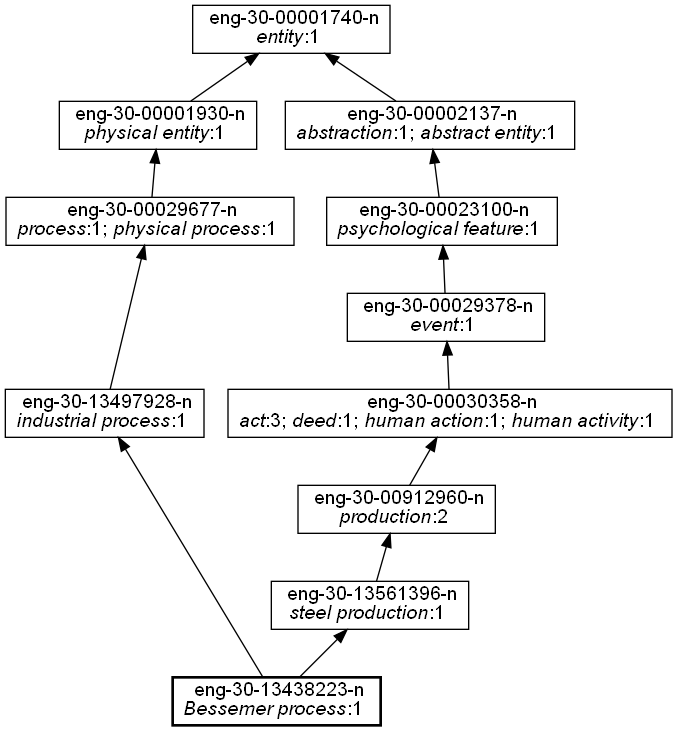 eng-30-00001740-n
entity:1
eng-30-00001930-n
physical entity:1
eng-30-00002137-n
abstraction:1; abstract entity:1
eng-30-00029677-n
process:1; physical process:1
eng-30-00023100-n
psychological feature:1
eng-30-00029378-n
event:1
eng-30-13497928-n
industrial process:1
eng-30-00030358-n
act:3; deed:1; human action:1; human activity:1
eng-30-00912960-n
production:2
eng-30-13561396-n
steel production:1
eng-30-13438223-n
Bessemer process:1